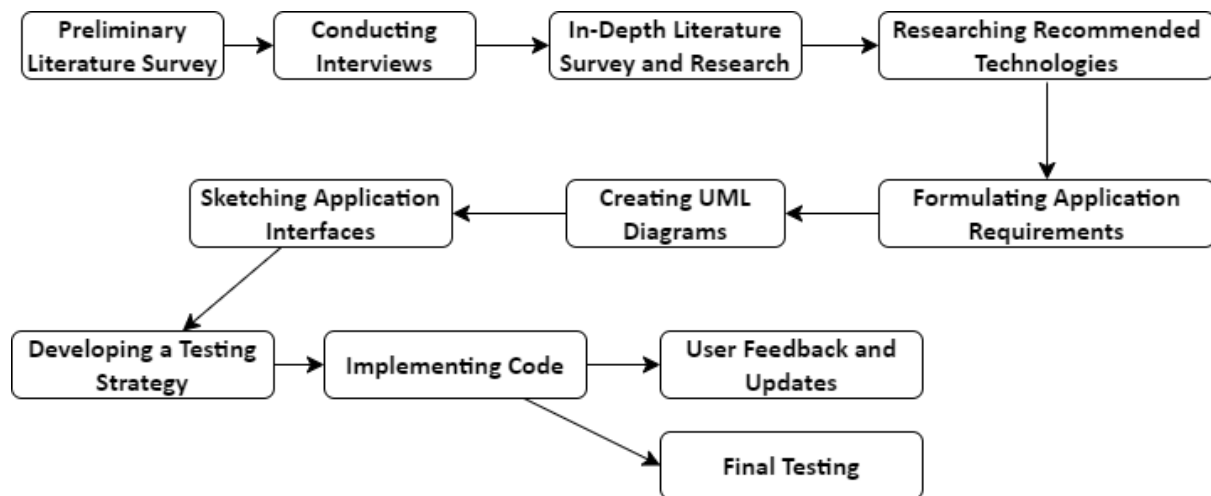 Preliminary
Literature Survey
Conducting
Interviews
In-Depth Literature
Survey and Research
Researching Recommended
Technologies
Sketching Application
Interfaces
Creating UML
Diagrams
Formulating Application
Requirements
Developing a Testing
Strategy
Implementing Code
User Feedback and
Updates
Final Testing